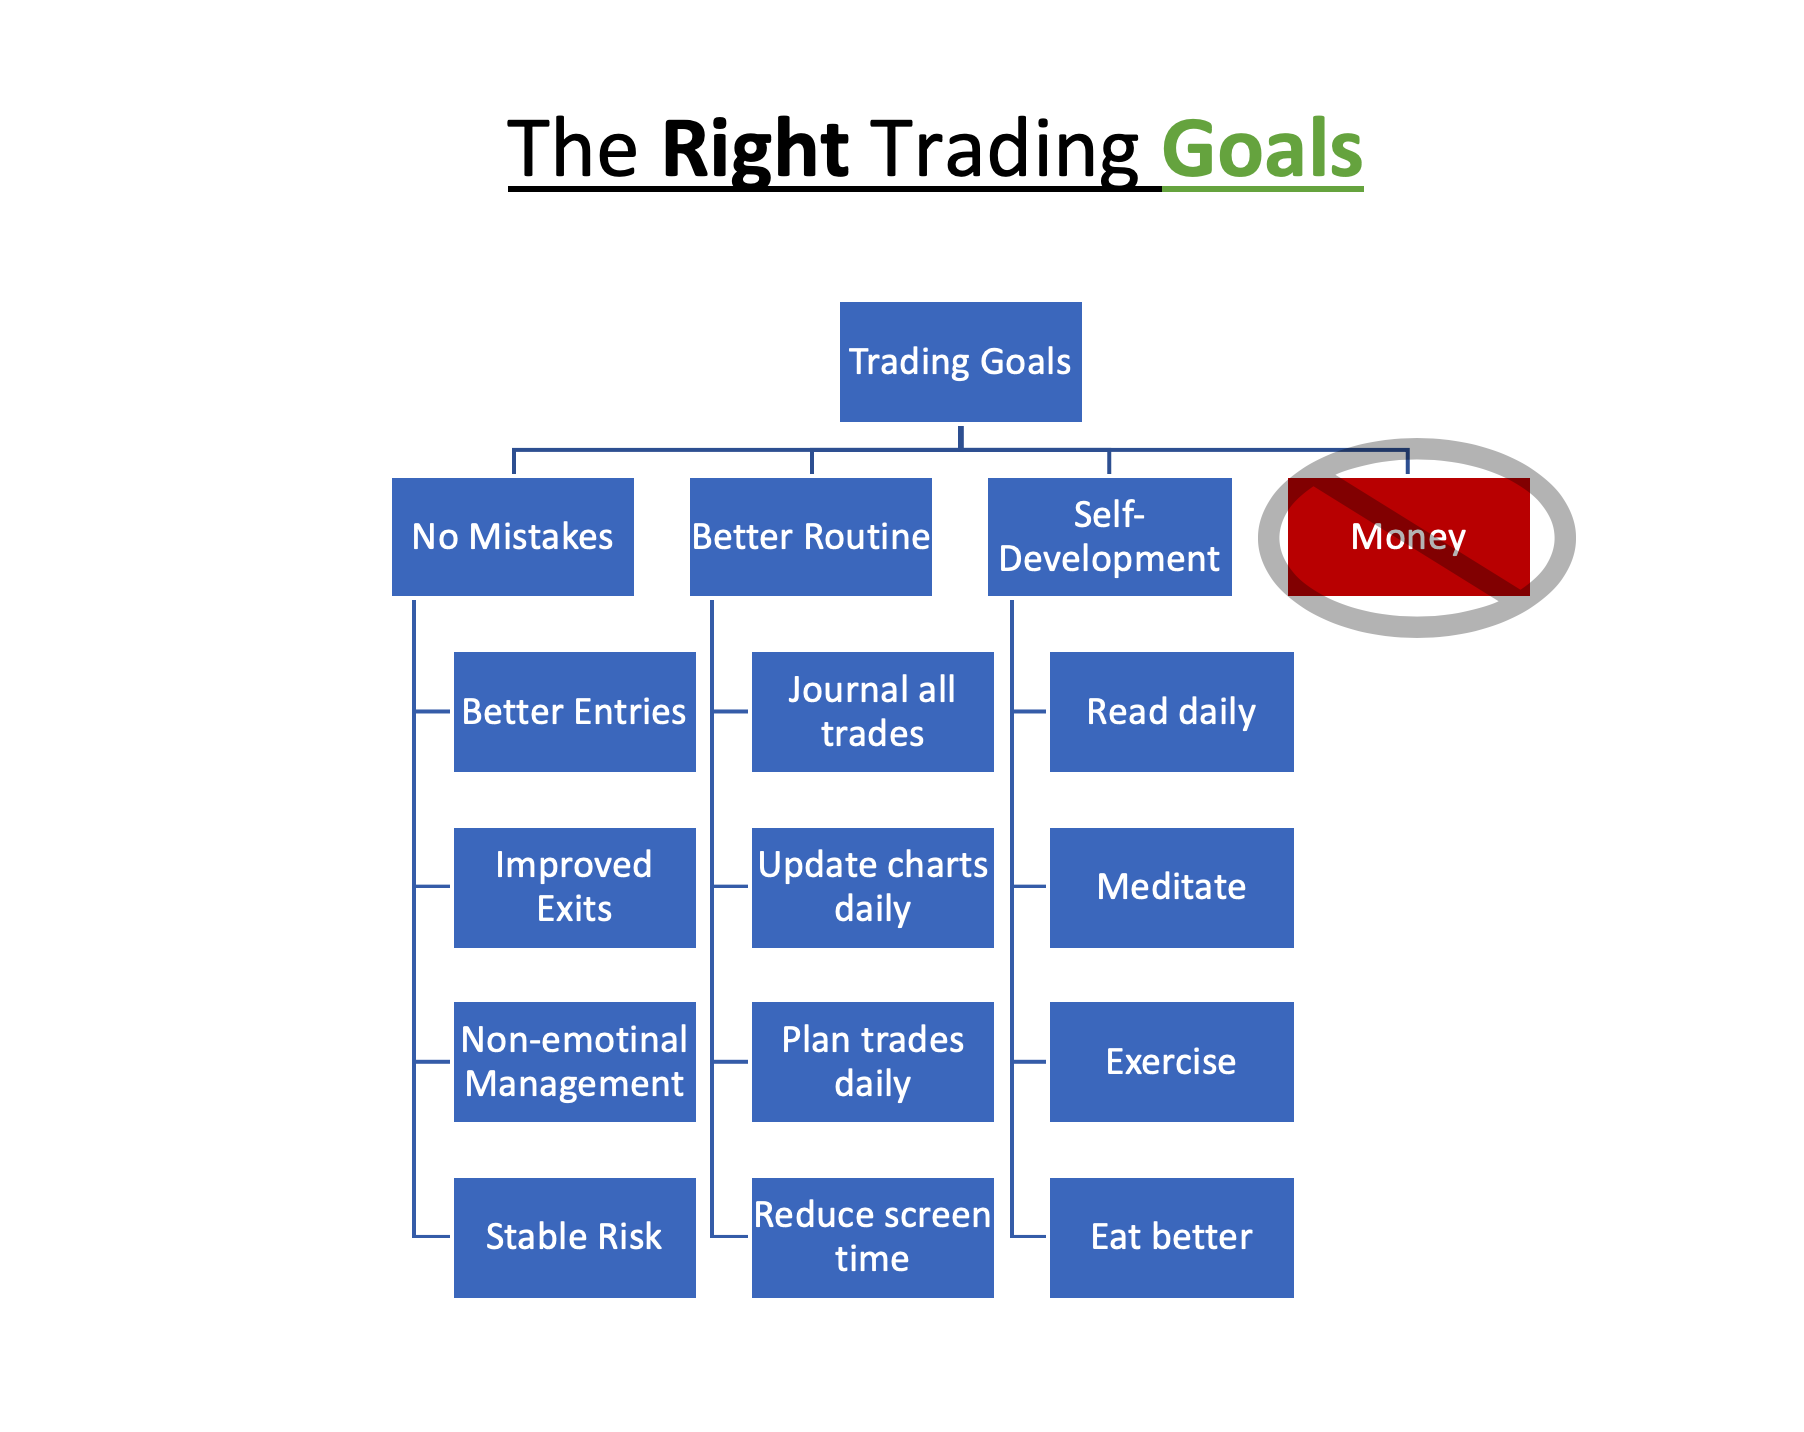 The Right Trading Goals
Trading Goals
No Mistakes
Better Routine
Self-
Development
Money
Better Entries
Improved
Exits
Non-emotinal
Management
Stable Risk
Journal all
trades
Update charts
daily
Plan trades
daily
Reduce screen
time
Read daily
Meditate
Exercise
Eat better